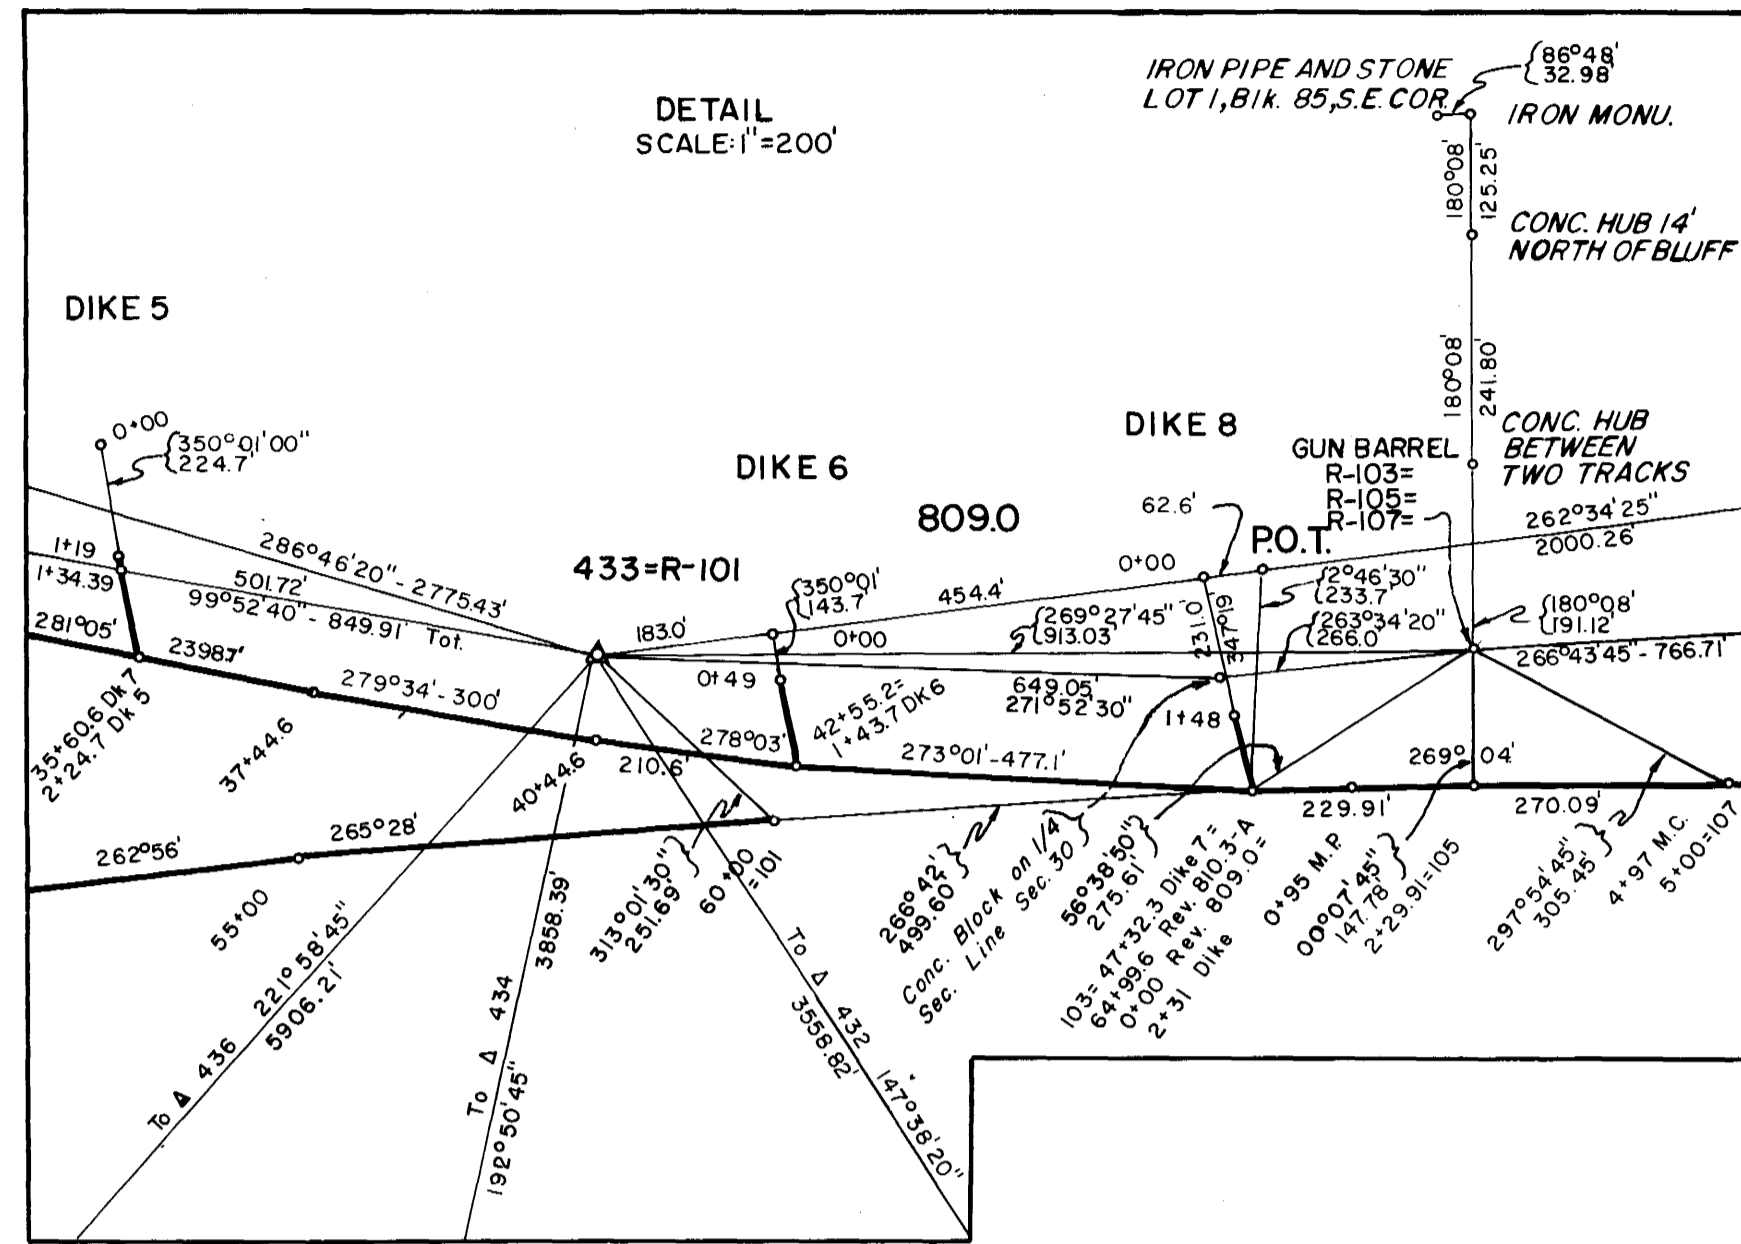 DETAIL
SCALE: 1"=200'
IRON PIPE AND STONE
LOT 1, Blk. 85, S.E. COR.
86°48'
32.98'
IRON MONU.
180°08'
125.25'
CONC. HUB 14'
NORTH OF BLUFF
180°08'
241.80'
CONC. HUB
BETWEEN
TWO TRACKS
DIKE 5
0+00
350°01'00"
224.7'
1+19
1+34.39
286°46'20" - 2775.43'
501.72'
99°52'40" - 849.91' Tot.
281°05'
2398.7'
279°34' - 300'
35+60.6 Dk 7
2+24.7 Dk 5
37+44.6
40+44.6
433=R-101
DIKE 6
809.0
183.0'
350°01'
143.7'
0+00
454.4'
0+49
278°03'
210.6'
42+55.2=
1+43.7 DK 6
269°27'45"
913.03'
649.05'
271°52'30"
273°01' - 477.1'
DIKE 8
GUN BARREL
R-103=
R-105=
R-107=
62.6'
P.O.T.
0+00
262°34'25"
2000.26'
231.0'
347°19'
2°46'30"
233.7'
263°34'20"
266.0'
180°08'
191.12'
266°43'45" - 766.71'
1+48
269° 04'
229.91'
270.09'
262°56'
265°28'
55+00
60+00
=101
313°01'30"
251.69'
266°42'
499.60'
Conc. Block on 1/4
Sec. Line Sec. 30
56°38'50"
275.61'
103= 47+32.3 Dike 7=
64+99.6 Rev. 810.3-A
0+00 Rev. 809.0=
2+31 Dike
0+95 M.P.
00°07'45"
147.78'
2+29.91=105
297°54'45"
305.45'
4+97 M.C.
5+00=107
To Δ 436 221°58'45"
5906.21'
To Δ 434 3858.39'
192°50'45"
To Δ 432 147°38'20"
3558.82'